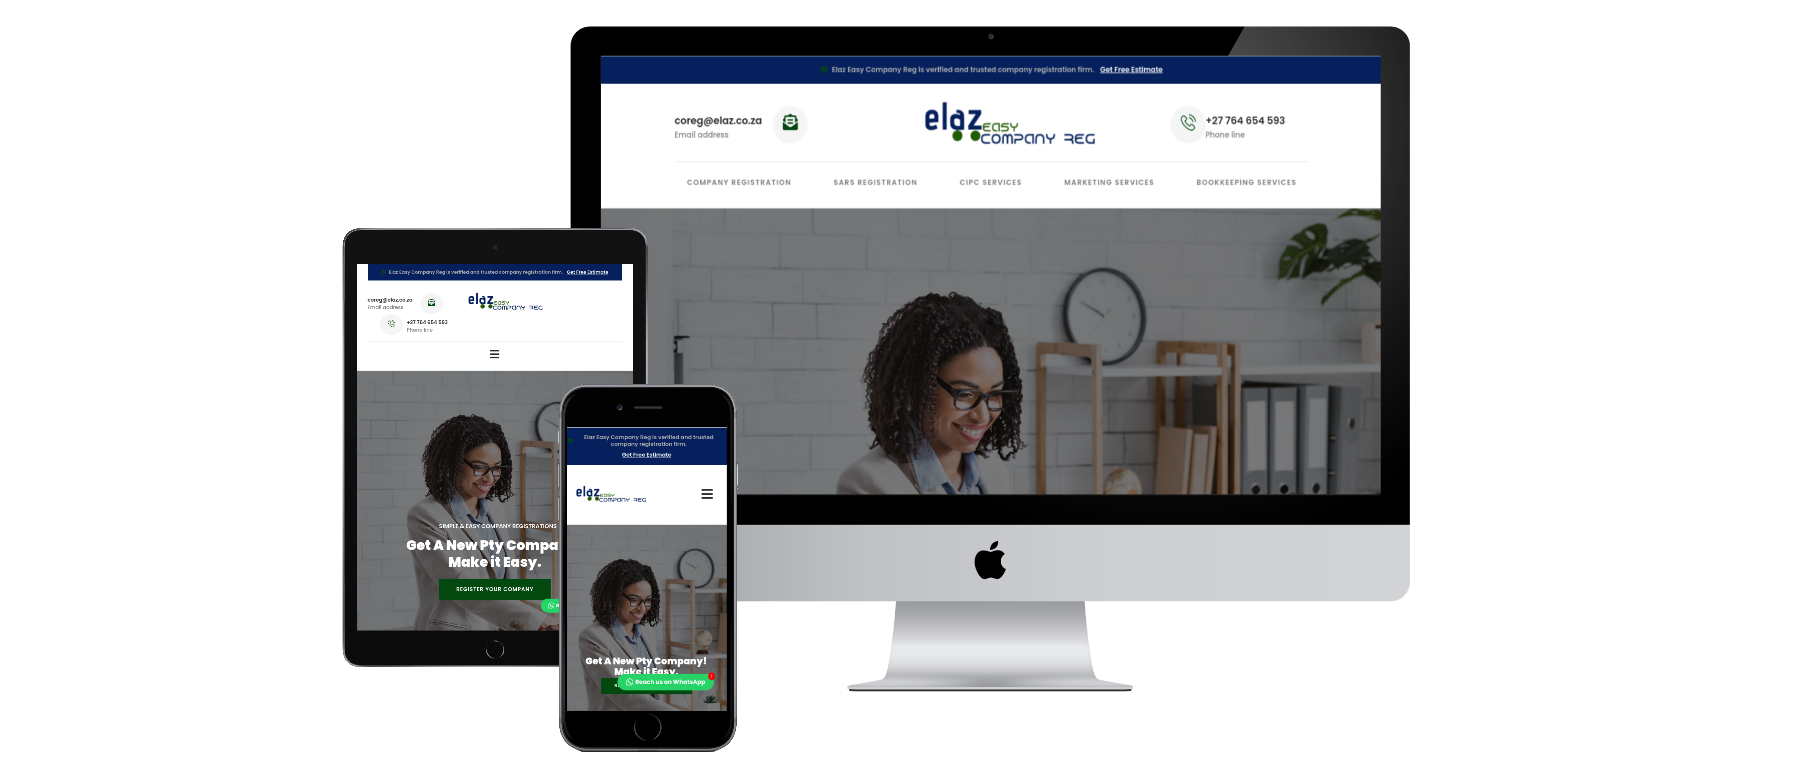 Elaz Easy Company Reg is verified and trusted company registration firm. Get Free Estimate
coreg@elaz.co.za
Email address
elaz EASY
COMPANY REG
+27 764 654 593
Phone line
COMPANY REGISTRATION SARS REGISTRATION CIPC SERVICES MARKETING SERVICES BOOKKEEPING SERVICES
Elaz Easy Company Reg is verified and trusted company registration firm. Get Free Estimate
coreg@elaz.co.za
Email address
elaz EASY
COMPANY REG
+27 764 654 593
Phone line
SIMPLE & EASY COMPANY REGISTRATIONS
Get A New Pty Compa
Make it Easy.
REGISTER YOUR COMPANY
Elaz Easy Company Reg is verified and trusted
company registration firm.
Get Free Estimate
elaz EASY
COMPANY REG
Get A New Pty Company!
Make it Easy.
Reach us on WhatsApp